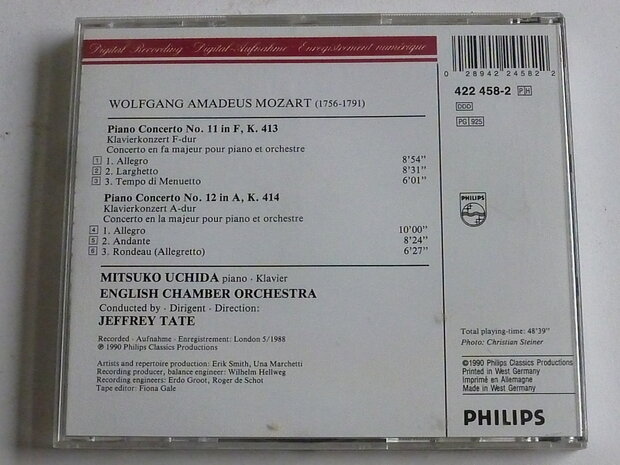 Digital Recording Digital-Aufnahme Enregistrement numérique
WOLFGANG AMADEUS MOZART (1756-1791)
Piano Concerto No. 11 in F, K. 413
Klavierkonzert F-dur
Concerto en fa majeur pour piano et orchestre
1 1. Allegro 8'54"
2 2. Larghetto 8'31"
3 3. Tempo di Menuetto 6'01"
Piano Concerto No. 12 in A, K. 414
Klavierkonzert A-dur
Concerto en la majeur pour piano et orchestre
4 1. Allegro 10'00"
5 2. Andante 8'24"
6 3. Rondeau (Allegretto) 6'27"
MITSUKO UCHIDA piano · Klavier
ENGLISH CHAMBER ORCHESTRA
Conducted by · Dirigent · Direction:
JEFFREY TATE
Recorded · Aufnahme · Enregistrement: London 5/1988
℗ 1990 Philips Classics Productions
Artists and repertoire production: Erik Smith, Una Marchetti
Recording producer, balance engineer: Wilhelm Hellweg
Recording engineers: Erdo Groot, Roger de Schot
Tape editor: Fiona Gale
0 28942 24582 2
422 458-2 PH
DDD
PG 925
PHILIPS
Total playing-time: 48'39"
Photo: Christian Steiner
©1990 Philips Classics Productions
Printed in West Germany
Imprimé en Allemagne
Made in West Germany
PHILIPS